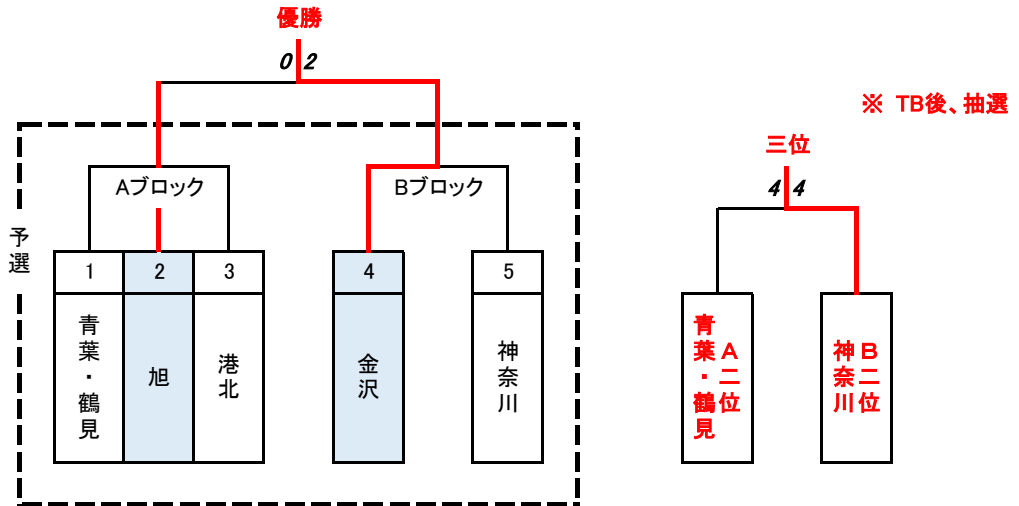 優勝
0 2
※ TB後、抽選
三位
4 4
Aブロック
Bブロック
予選
1
2
3
4
5
青葉・鶴見
旭
港北
金沢
神奈川
A二位
青葉・鶴見
B二位
神奈川